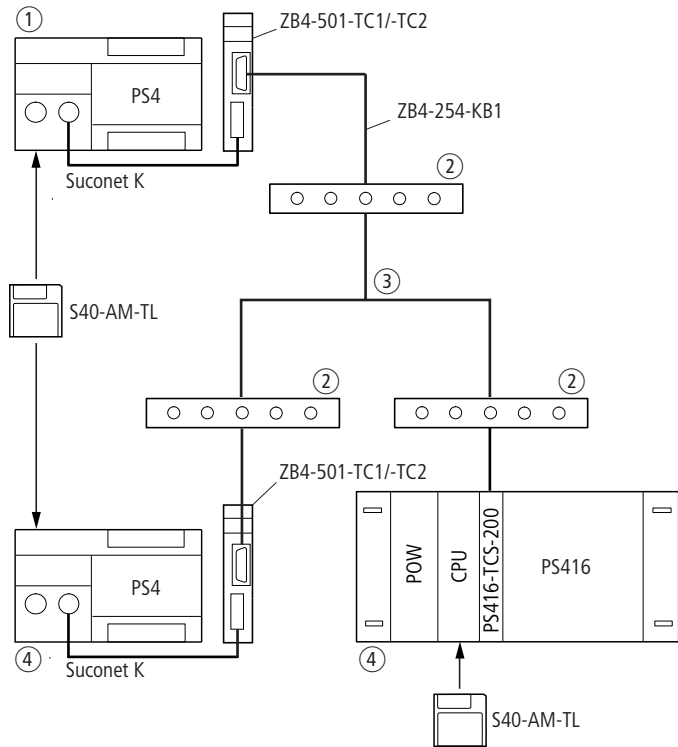 ①
ZB4-501-TC1/-TC2
PS4
ZB4-254-KB1
②
Suconet K
③
S40-AM-TL
②
②
ZB4-501-TC1/-TC2
PS4
POW
CPU
PS416-TCS-200
PS416
④
Suconet K
④
S40-AM-TL